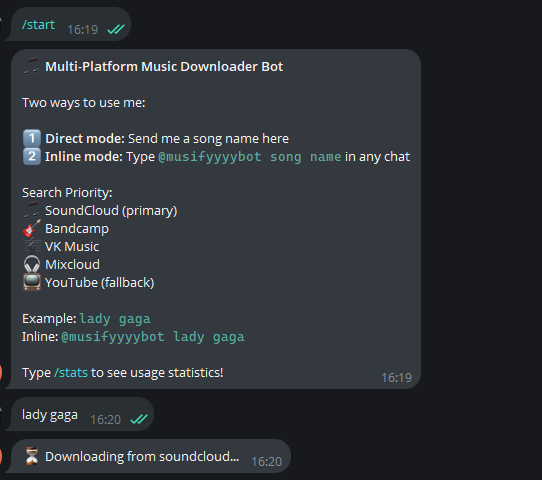 /start 16:19
Multi-Platform Music Downloader Bot
Two ways to use me:
1 Direct mode: Send me a song name here
2 Inline mode: Type @musifyyyybot song name in any chat
Search Priority:
SoundCloud (primary)
Bandcamp
VK Music
Mixcloud
YouTube (fallback)
Example: lady gaga
Inline: @musifyyyybot lady gaga
Type /stats to see usage statistics!
16:19
lady gaga 16:20
Downloading from soundcloud... 16:20